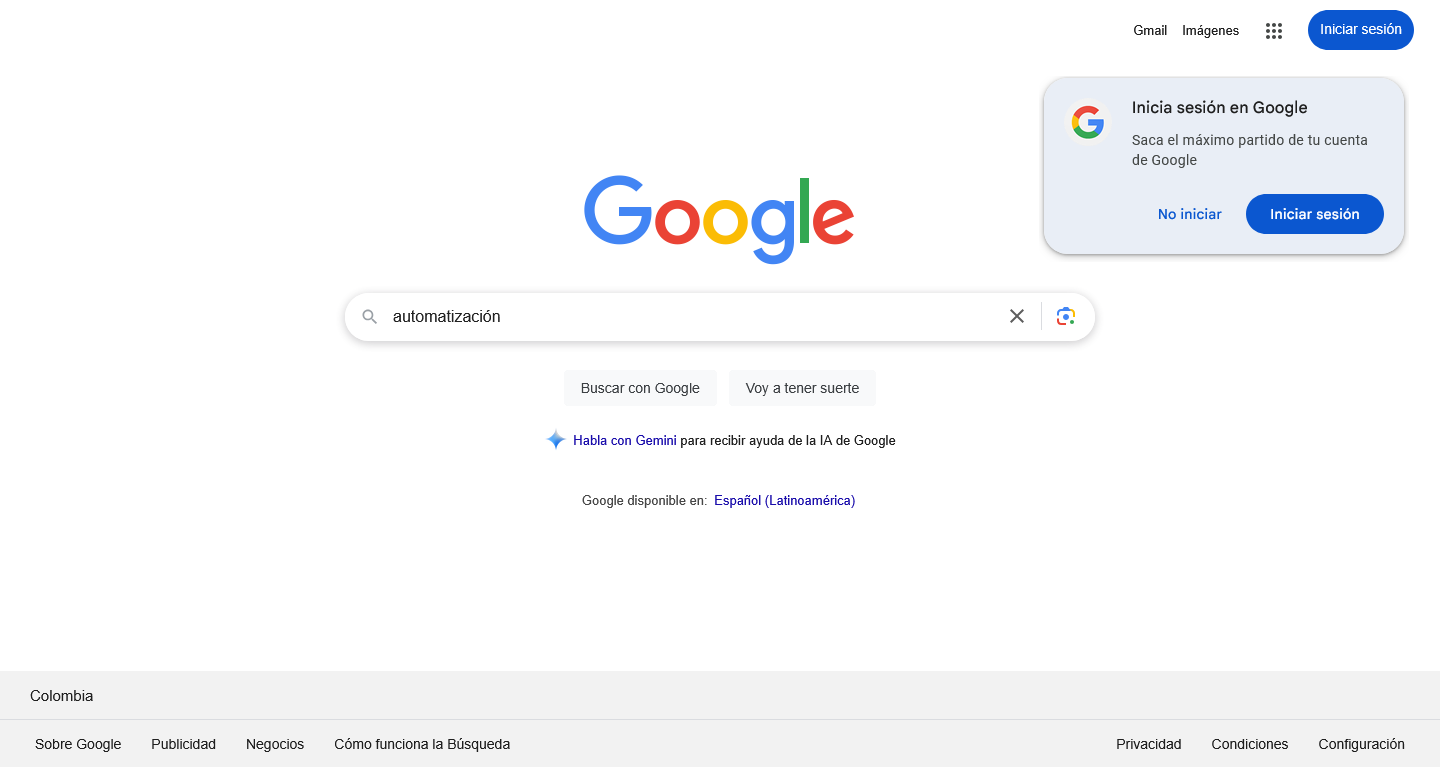 Gmail Imágenes Iniciar sesión
Inicia sesión en Google
Saca el máximo partido de tu cuenta
de Google
No iniciar Iniciar sesión
Google
automatización
Buscar con Google Voy a tener suerte
Habla con Gemini para recibir ayuda de la IA de Google
Google disponible en: Español (Latinoamérica)
Colombia
Sobre Google Publicidad Negocios Cómo funciona la Búsqueda Privacidad Condiciones Configuración